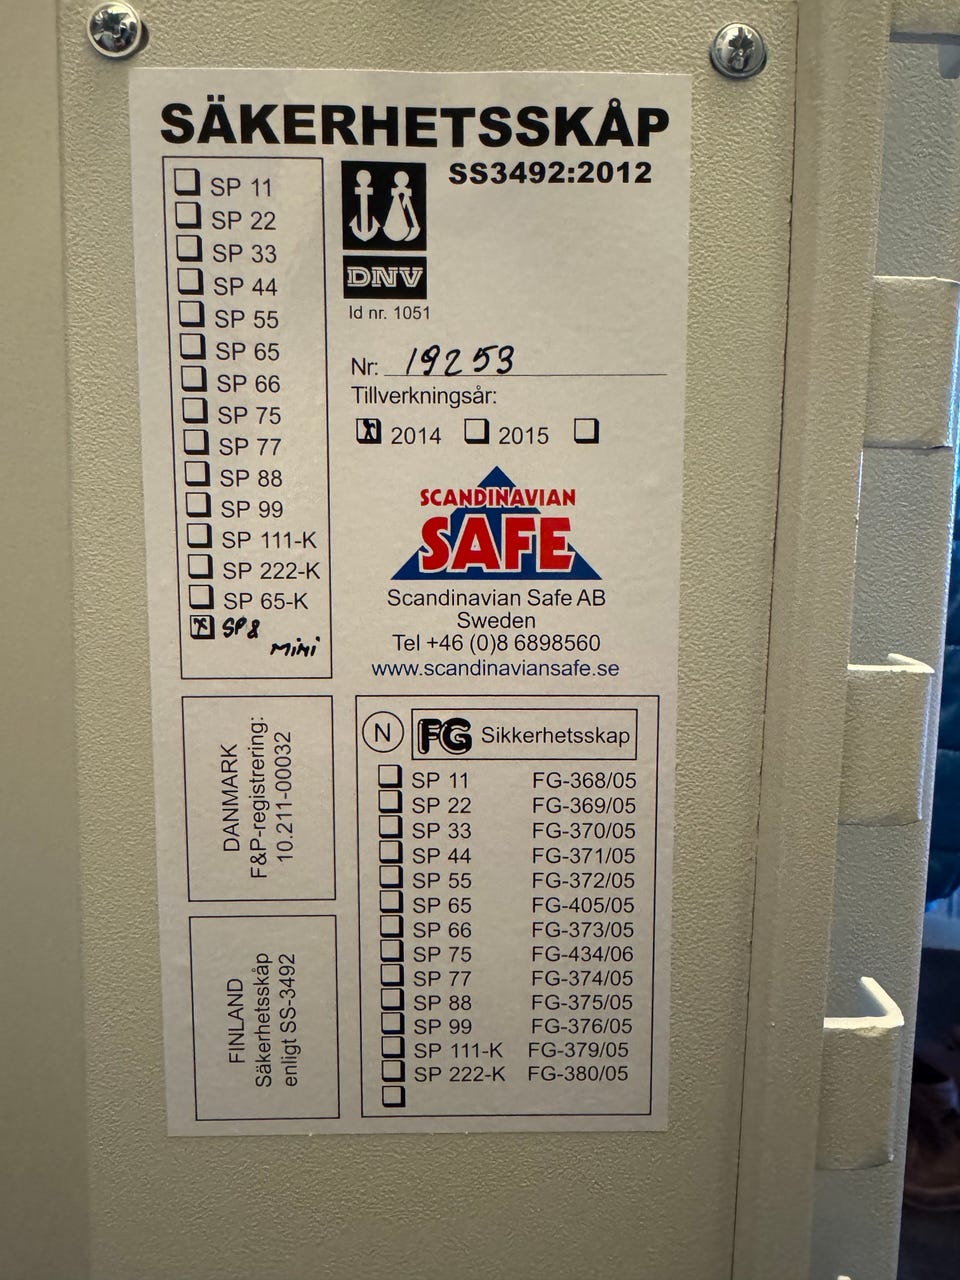 SÄKERHETSSKÅP
SS3492:2012
SP 11
SP 22
SP 33
SP 44
SP 55
SP 65
SP 66
SP 75
SP 77
SP 88
SP 99
SP 111-K
SP 222-K
SP 65-K
SP8
MiNi
DNV
Id nr. 1051
Nr: 19253
Tillverkningsår:
2014 2015
SCANDINAVIAN
SAFE
Scandinavian Safe AB
Sweden
Tel +46 (0)8 6898560
www.scandinaviansafe.se
DANMARK
F&P-registrering:
10.211-00032
FINLAND
Säkerhetsskåp
enligt SS-3492
N FG Sikkerhetsskap
SP 11 FG-368/05
SP 22 FG-369/05
SP 33 FG-370/05
SP 44 FG-371/05
SP 55 FG-372/05
SP 65 FG-405/05
SP 66 FG-373/05
SP 75 FG-434/06
SP 77 FG-374/05
SP 88 FG-375/05
SP 99 FG-376/05
SP 111-K FG-379/05
SP 222-K FG-380/05